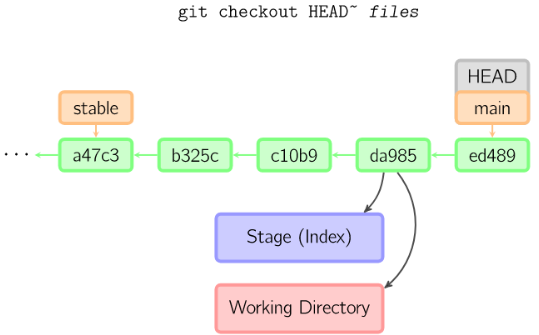 git checkout HEAD~ files
HEAD
stable
main
...
a47c3
b325c
c10b9
da985
ed489
Stage (Index)
Working Directory